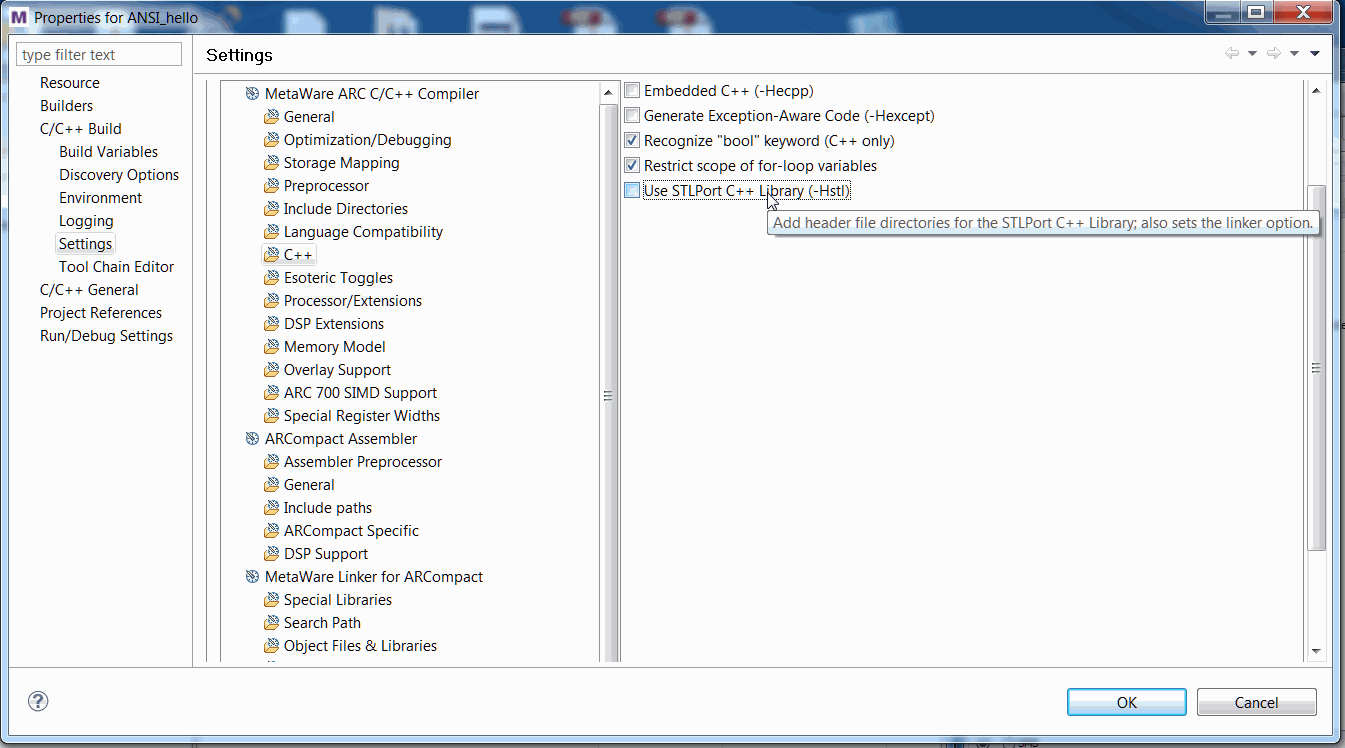 Properties for ANSI_hello
type filter text
Resource
Builders
C/C++ Build
Build Variables
Discovery Options
Environment
Logging
Settings
Tool Chain Editor
C/C++ General
Project References
Run/Debug Settings
Settings
MetaWare ARC C/C++ Compiler
General
Optimization/Debugging
Storage Mapping
Preprocessor
Include Directories
Language Compatibility
C++
Esoteric Toggles
Processor/Extensions
DSP Extensions
Memory Model
Overlay Support
ARC 700 SIMD Support
Special Register Widths
ARCompact Assembler
Assembler Preprocessor
General
Include paths
ARCompact Specific
DSP Support
MetaWare Linker for ARCompact
Special Libraries
Search Path
Object Files & Libraries
Embedded C++ (-Hecpp)
Generate Exception-Aware Code (-Hexcept)
Recognize "bool" keyword (C++ only)
Restrict scope of for-loop variables
Use STLPort C++ Library (-Hstl)
Add header file directories for the STLPort C++ Library; also sets the linker option.
OK
Cancel